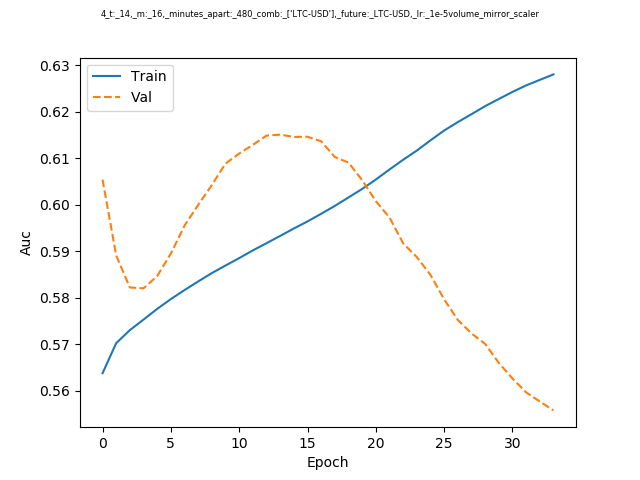 4_t:_14,_m:_16,_minutes_apart:_480_comb:_['LTC-USD'],_future:_LTC-USD,_lr:_1e-5volume_mirror_scaler
Train
Val
0.63
0.62
0.61
0.60
0.59
0.58
0.57
0.56
Auc
0 5 10 15 20 25 30
Epoch